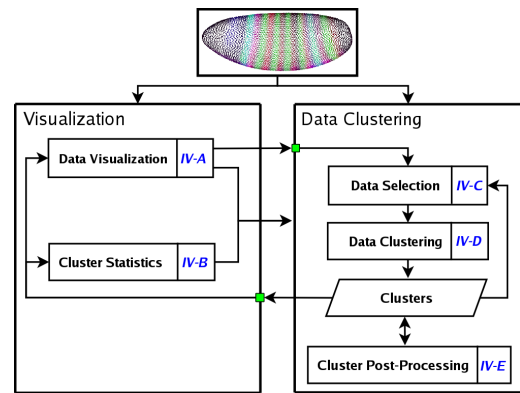 Visualization
Data Visualization IV-A
Cluster Statistics IV-B
Data Clustering
Data Selection IV-C
Data Clustering IV-D
Clusters
Cluster Post-Processing IV-E